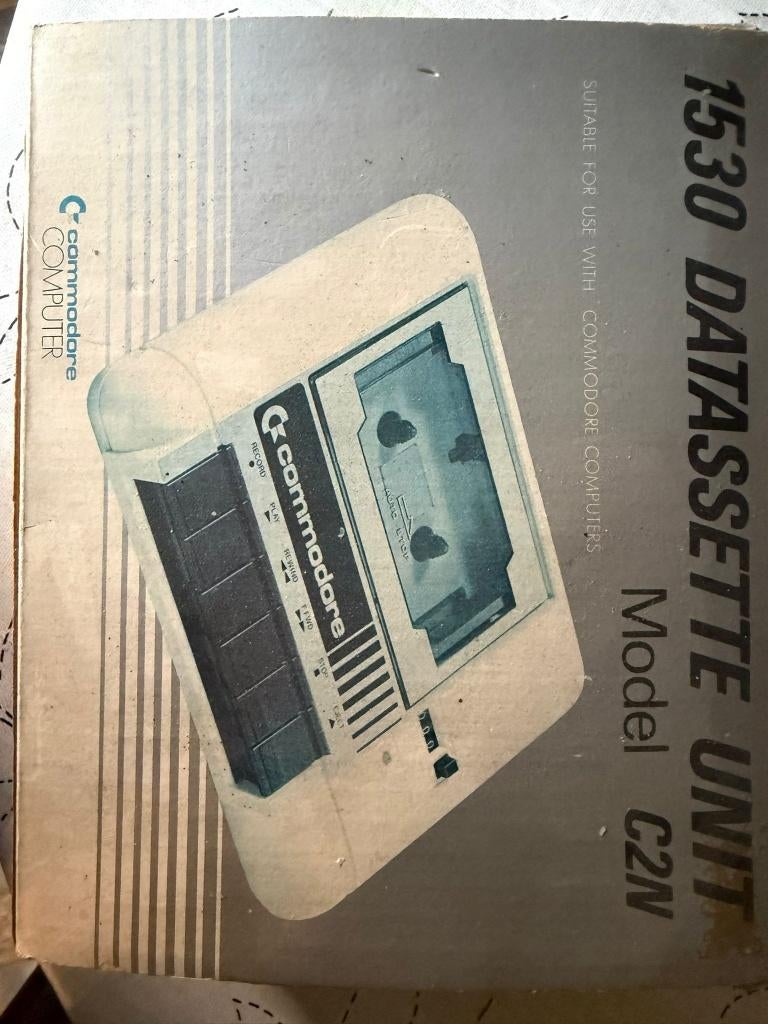 1530 DATASSETTE UNIT
Model C2N
SUITABLE FOR USE WITH COMMODORE COMPUTERS
commodore
RECORD PLAY REWIND F.FWD STOP EJECT
commodore
COMPUTER